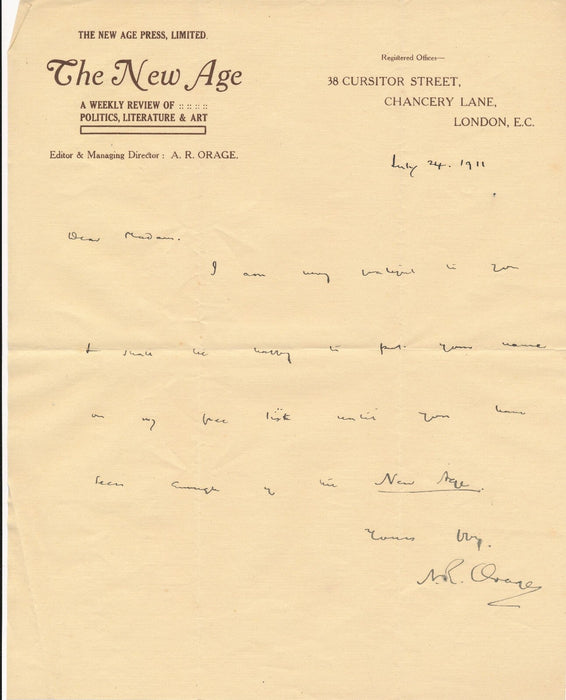 THE NEW AGE PRESS, LIMITED.
The New Age
A WEEKLY REVIEW OF :: :: :: ::
POLITICS, LITERATURE & ART
Editor & Managing Director: A. R. ORAGE.
Registered Offices—
38 CURSITOR STREET,
CHANCERY LANE,
LONDON, E.C.
July 24. 1911
Dear Madam.
I am very grateful to you
I shall be happy to put your name
on my free list until you have
seen enough of the New Age.
Yours
A. R. Orage